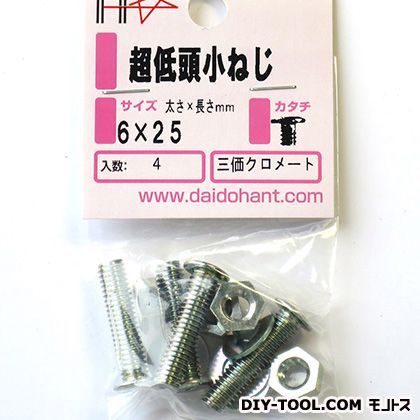 超低頭小ねじ
サイズ 太さ×長さmm
カタチ
6×25
入数: 4
三価クロメート
www.daidohant.com
DIY-TOOL.COM モノトス